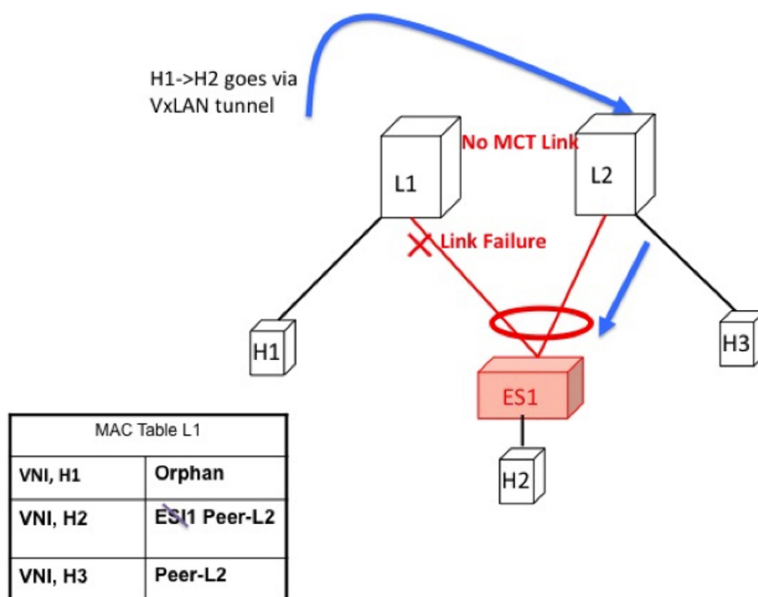 H1->H2 goes via
VxLAN tunnel
No MCT Link
L1
L2
Link Failure
H1
H3
ES1
H2
MAC Table L1
VNI, H1 Orphan
VNI, H2 ESI1 Peer-L2
VNI, H3 Peer-L2